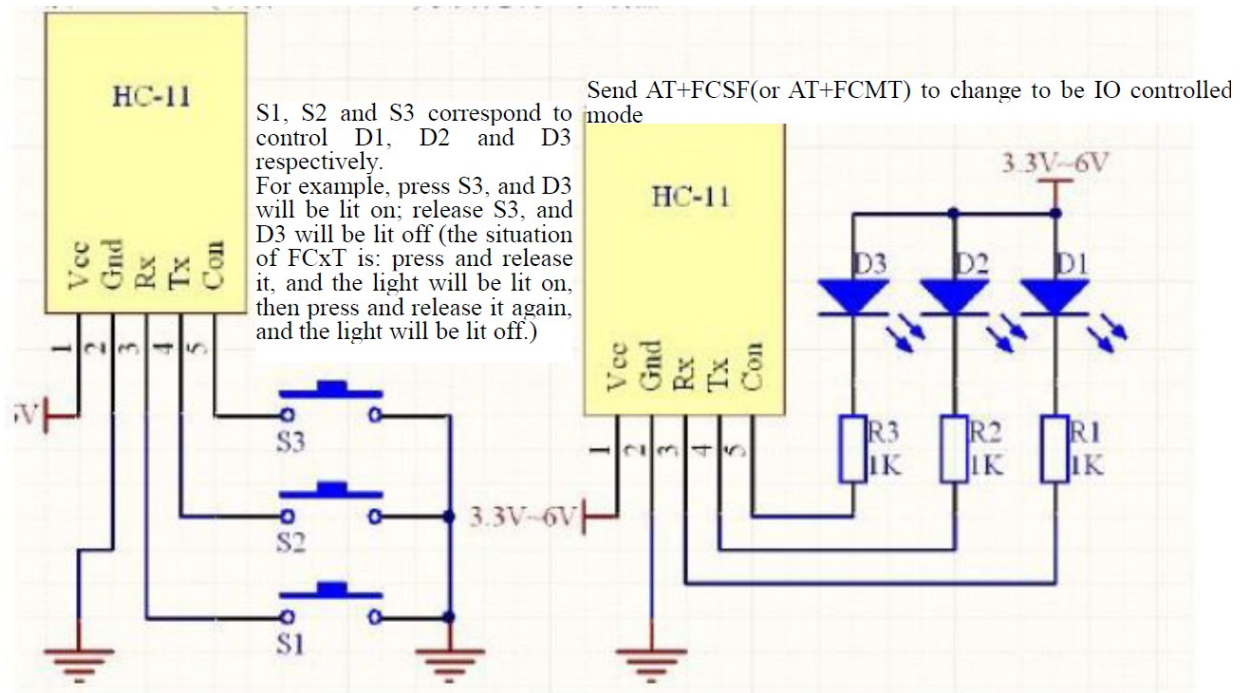 HC-11
S1, S2 and S3 correspond to
control D1, D2 and D3
respectively.
For example, press S3, and D3
will be lit on; release S3, and
D3 will be lit off (the situation
of FCxT is: press and release
it, and the light will be lit on,
then press and release it again,
and the light will be lit off.)
Vcc
Gnd
Rx
Tx
Con
1
2
3
4
5
S3
S2
S1
Send AT+FCSF(or AT+FCMT) to change to be IO controlled
mode
HC-11
Vcc
Gnd
Rx
Tx
Con
1
2
3
4
5
3.3V~6V
3.3V~6V
D3
D2
D1
R3
1K
R2
1K
R1
1K